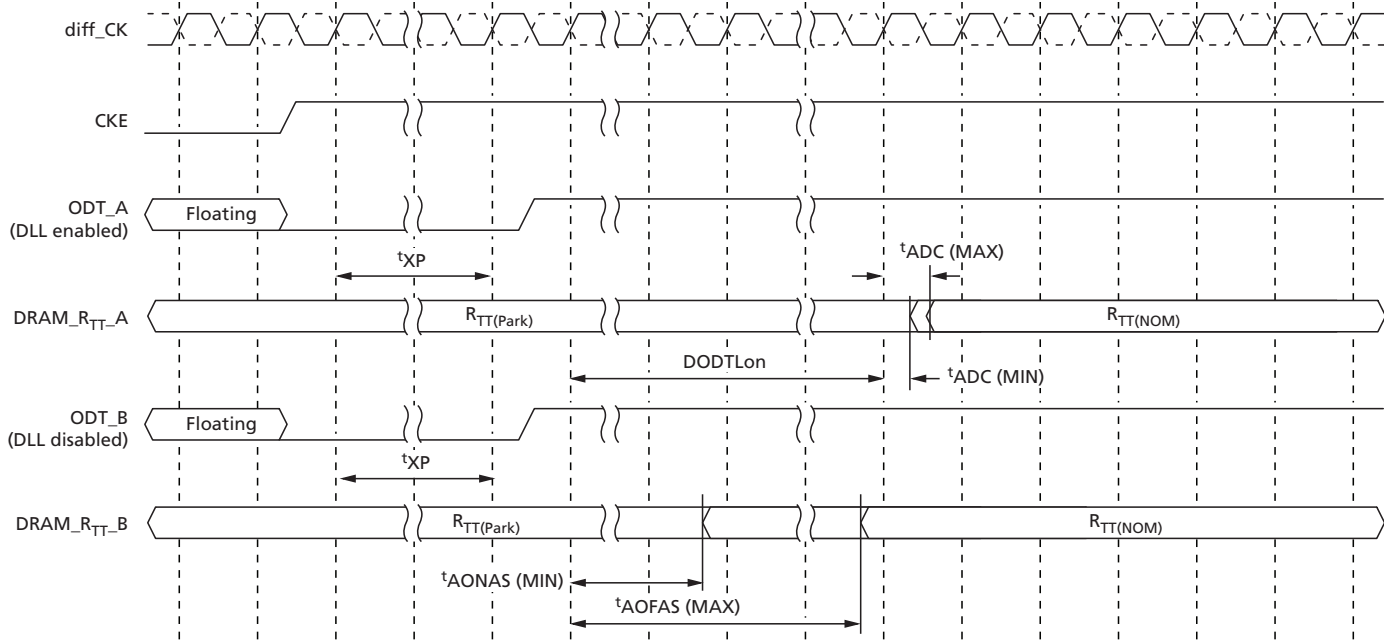 diff_CK
CKE
ODT_A
(DLL enabled)
Floating
tXP
tADC (MAX)
DRAM_RTT_A
RTT(Park)
RTT(NOM)
DODTLon
tADC (MIN)
ODT_B
(DLL disabled)
Floating
tXP
DRAM_RTT_B
RTT(Park)
RTT(NOM)
tAONAS (MIN)
tAOFAS (MAX)